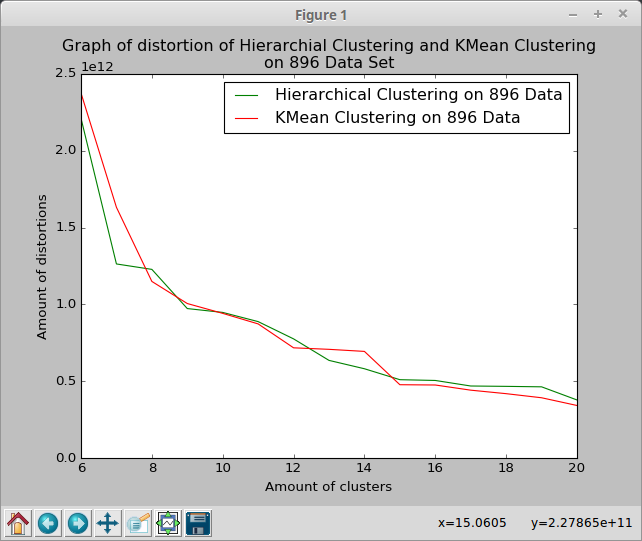 Figure 1
Graph of distortion of Hierarchial Clustering and KMean Clustering
on 896 Data Set
1e12
2.5
2.0
1.5
1.0
0.5
0.0
Amount of distortions
Hierarchical Clustering on 896 Data
KMean Clustering on 896 Data
6 8 10 12 14 16 18 20
Amount of clusters
x=15.0605 y=2.27865e+11